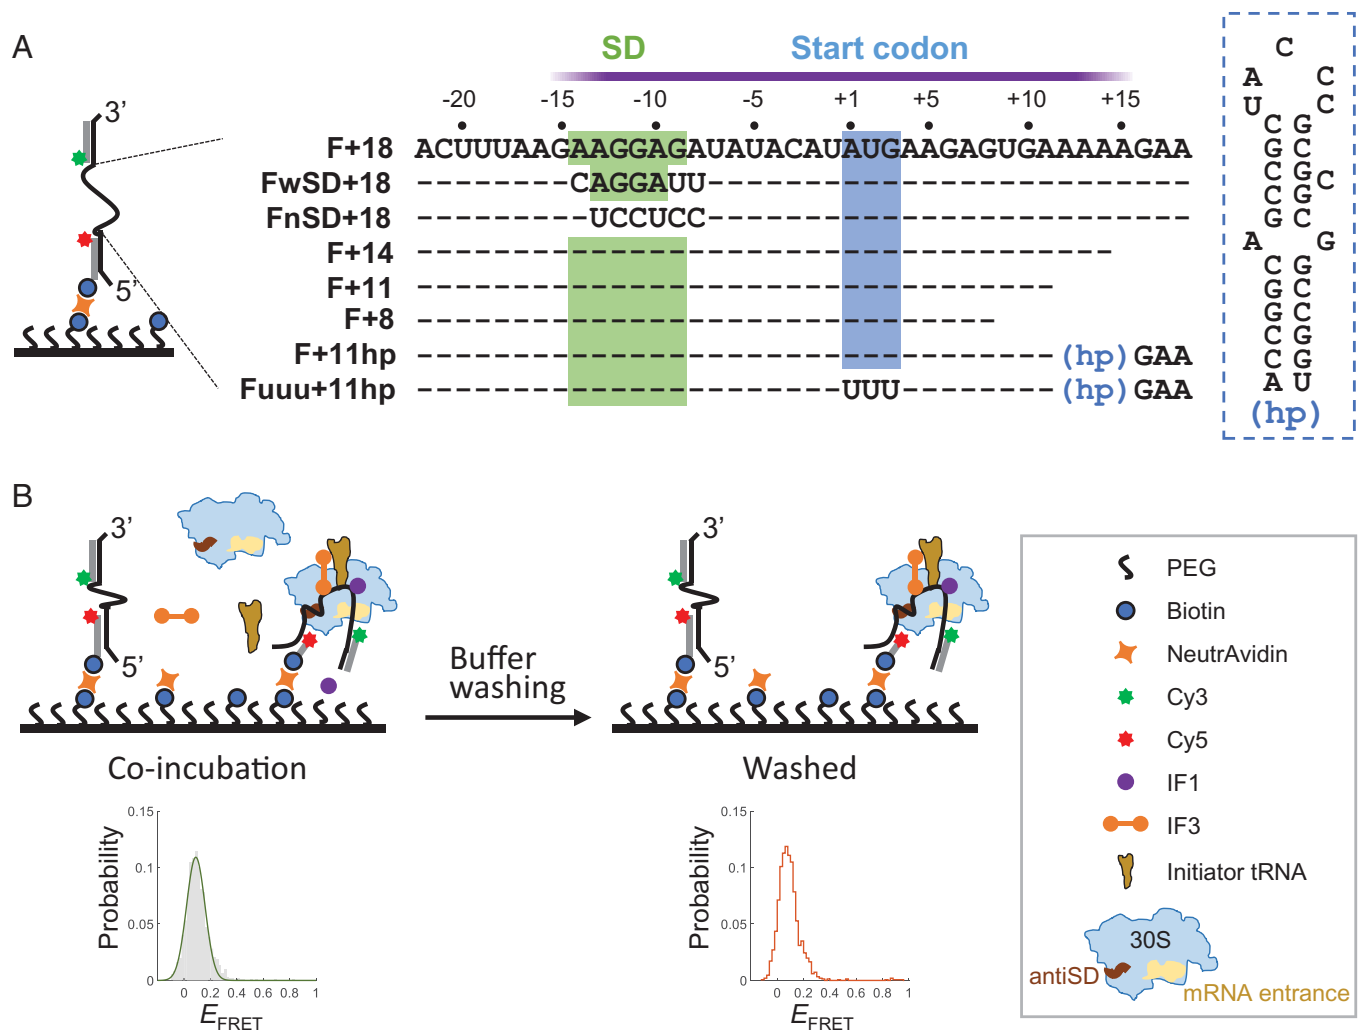 A
SD
Start codon
-20 -15 -10 -5 +1 +5 +10 +15
3’
5’
F+18 ACUUUAAGAAGGAGAUAUACAUAUGAAGAGUGAAAAAGAA
FwSD+18 CAGGAUU
FnSD+18 UCCUCC
F+14
F+11
F+8
F+11hp (hp) GAA
Fuuu+11hp UUU (hp) GAA
C
A C
U C
C G
G C
C G C
C G
G C
A G
C G
G C
G C
C G
C G
A U
(hp)
B
3’
5’
Buffer
washing
3’
5’
Co-incubation
Washed
Probability
0.15
0.1
0.05
0
0 0.2 0.4 0.6 0.8 1
EFRET
Probability
0.15
0.1
0.05
0
0 0.2 0.4 0.6 0.8 1
EFRET
PEG
Biotin
NeutrAvidin
Cy3
Cy5
IF1
IF3
Initiator tRNA
30S
antiSD
mRNA entrance